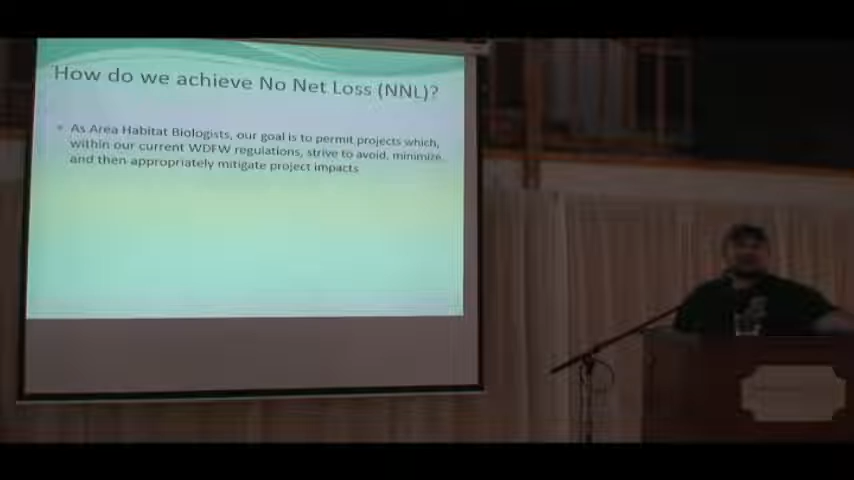 How do we achieve No Net Loss (NNL)?
As Area Habitat Biologists, our goal is to permit projects which,
within our current WDFW regulations, strive to avoid, minimize
and then appropriately mitigate project impacts